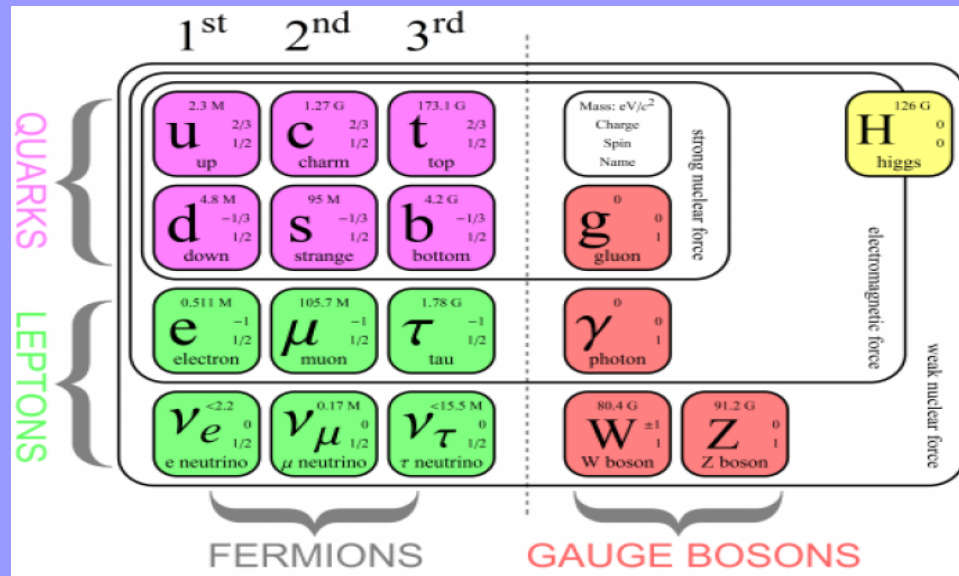 1st 2nd 3rd
QUARKS
2.3 M
u 2/3
1/2
up
1.27 G
c 2/3
1/2
charm
173.1 G
t 2/3
1/2
top
Mass: eV/c²
Charge
Spin
Name
strong nuclear force
126 G
H 0
0
higgs
4.8 M
d −1/3
1/2
down
95 M
s −1/3
1/2
strange
4.2 G
b −1/3
1/2
bottom
0
g 0
1
gluon
electromagnetic force
LEPTONS
0.511 M
e −1
1/2
electron
105.7 M
μ −1
1/2
muon
1.78 G
τ −1
1/2
tau
0
γ 0
1
photon
weak nuclear force
<2.2
νe 0
1/2
e neutrino
<0.17 M
νμ 0
1/2
μ neutrino
<15.5 M
ντ 0
1/2
τ neutrino
80.4 G
W ±1
1
W boson
91.2 G
Z 0
1
Z boson
FERMIONS
GAUGE BOSONS